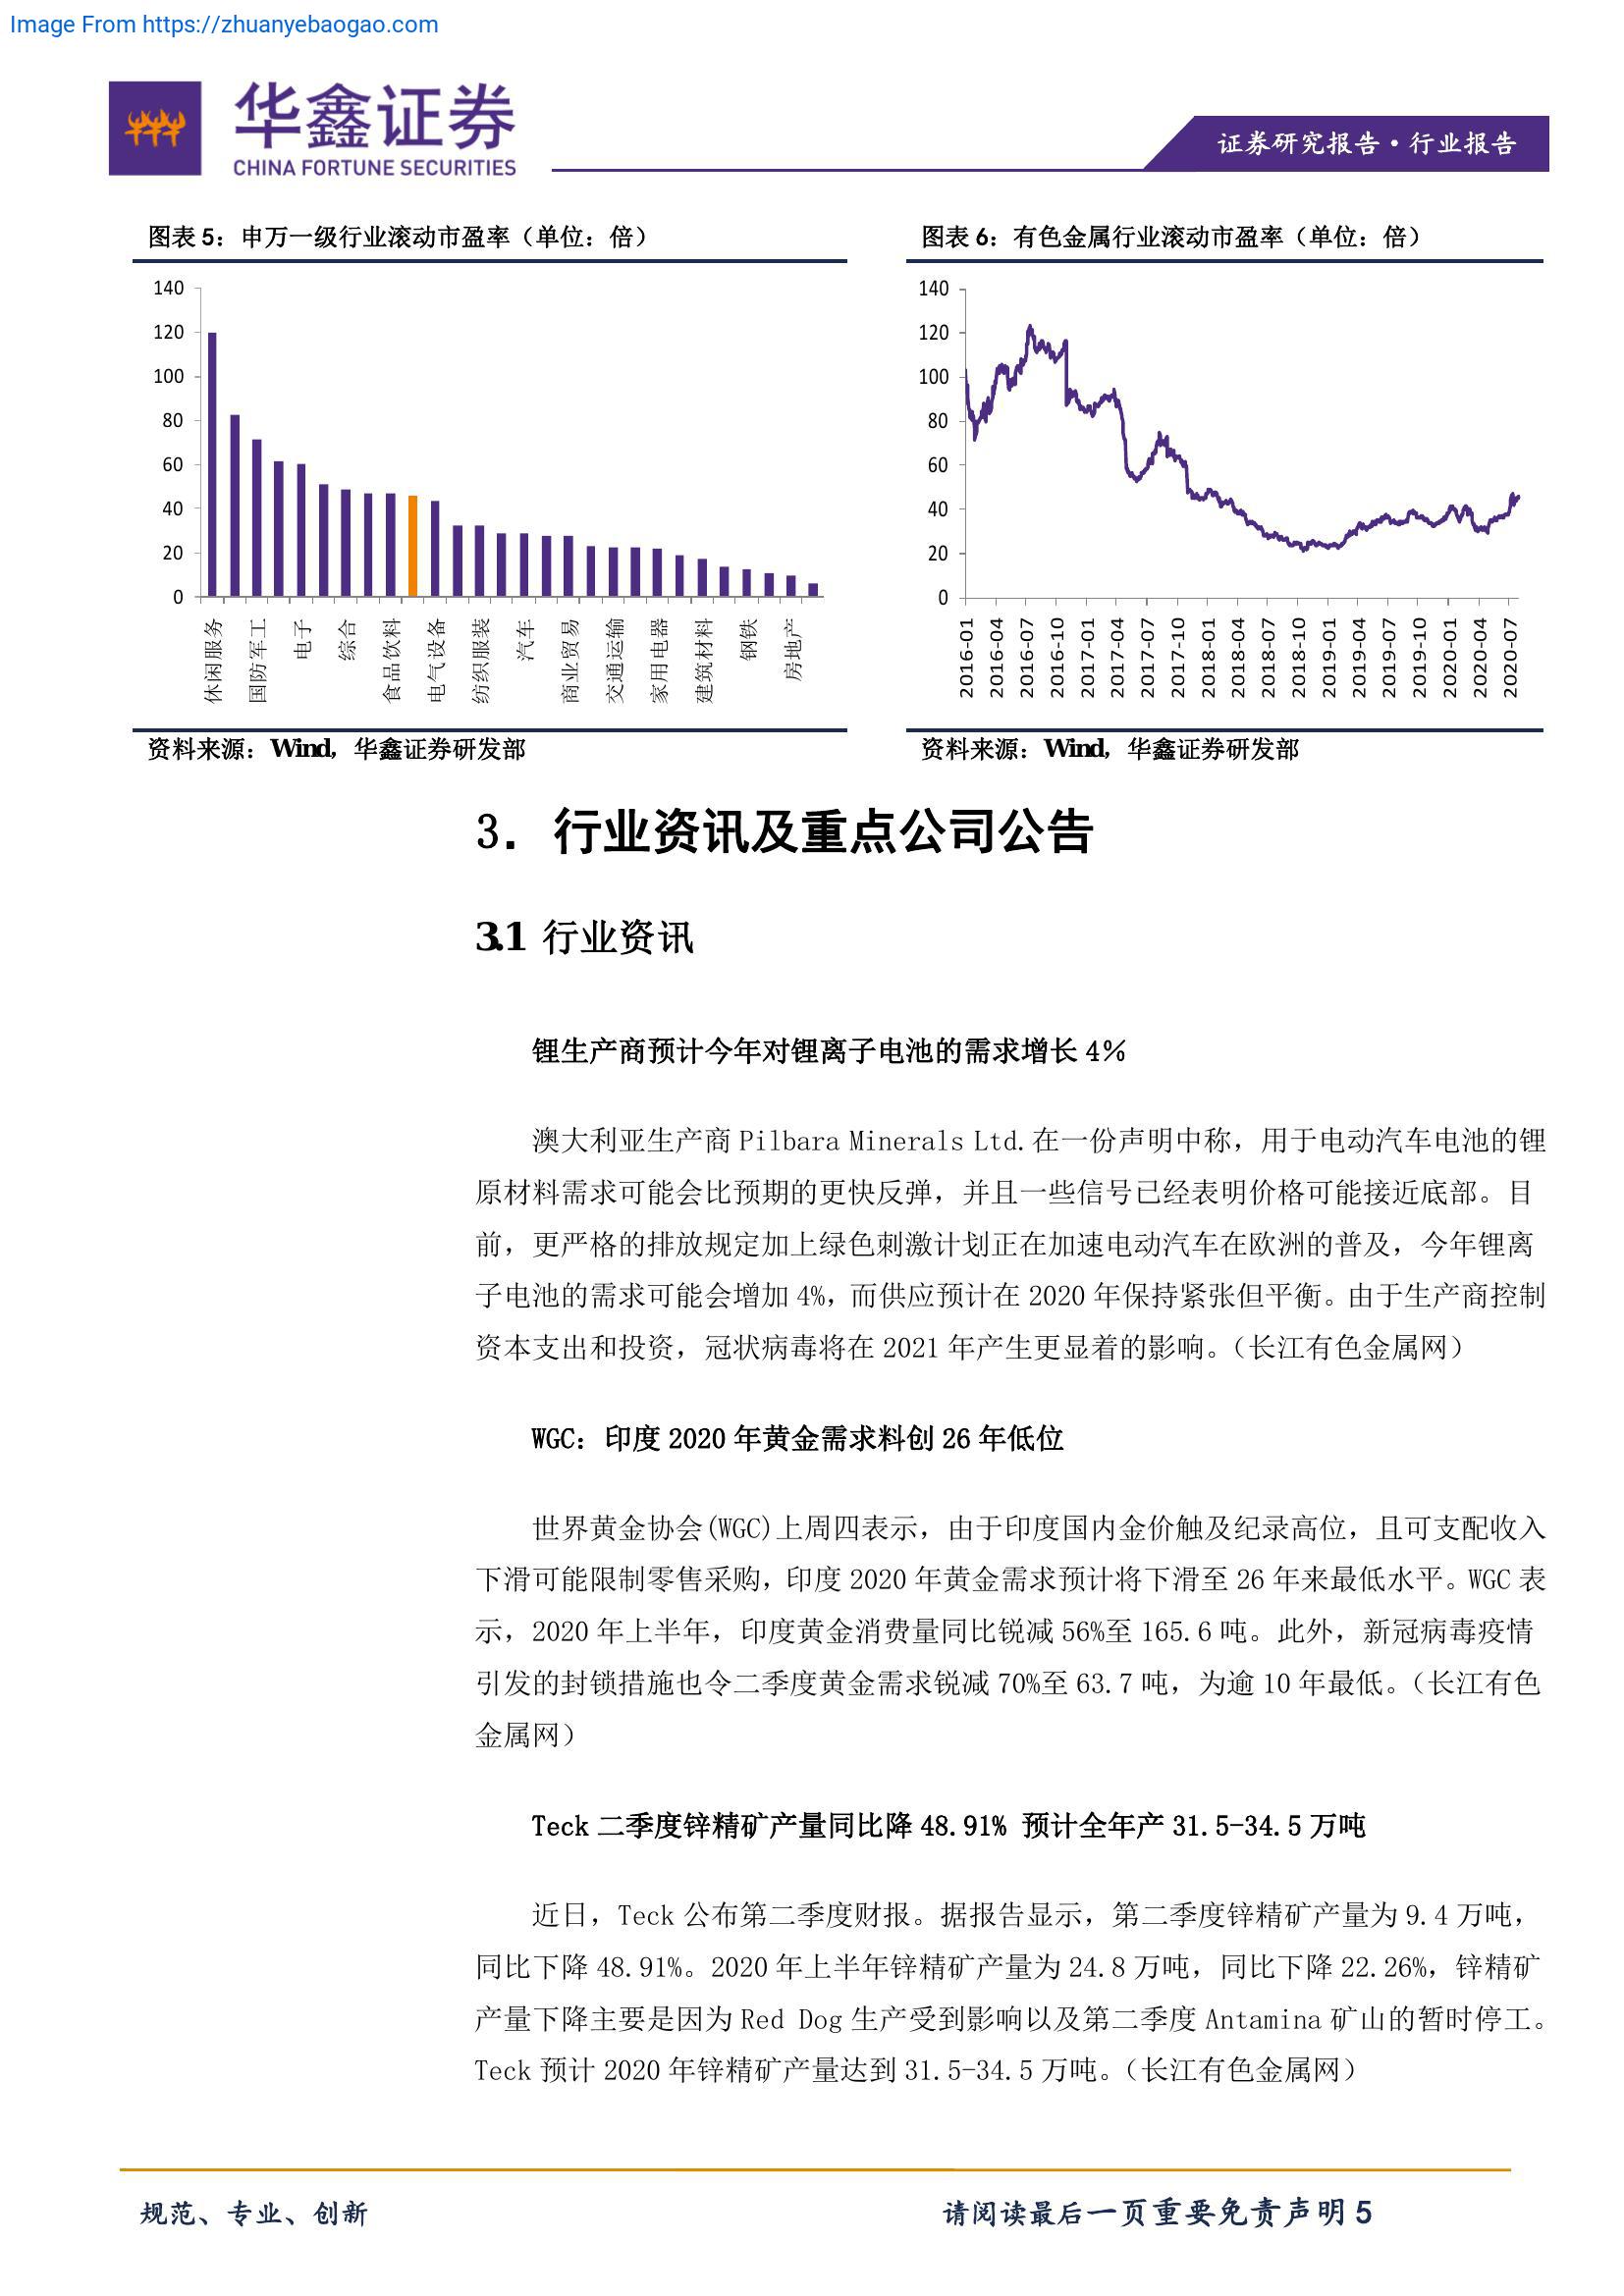 Image From https://zhuanyebaogao.com
华鑫证券
CHINA FORTUNE SECURITIES
证券研究报告·行业报告
图表 5：申万一级行业滚动市盈率（单位：倍）
140
120
100
80
60
40
20
0
休闲服务
国防军工
电子
综合
食品饮料
电气设备
纺织服装
汽车
商业贸易
交通运输
家用电器
建筑材料
钢铁
房地产
资料来源：Wind，华鑫证券研发部
图表 6：有色金属行业滚动市盈率（单位：倍）
140
120
100
80
60
40
20
0
2016-01
2016-04
2016-07
2016-10
2017-01
2017-04
2017-07
2017-10
2018-01
2018-04
2018-07
2018-10
2019-01
2019-04
2019-07
2019-10
2020-01
2020-04
2020-07
资料来源：Wind，华鑫证券研发部
3. 行业资讯及重点公司公告
3.1 行业资讯
锂生产商预计今年对锂离子电池的需求增长 4%
澳大利亚生产商 Pilbara Minerals Ltd.在一份声明中称，用于电动汽车电池的锂
原材料需求可能会比预期的更快反弹，并且一些信号已经表明价格可能接近底部。目
前，更严格的排放规定加上绿色刺激计划正在加速电动汽车在欧洲的普及，今年锂离
子电池的需求可能会增加 4%，而供应预计在 2020 年保持紧张但平衡。由于生产商控制
资本支出和投资，冠状病毒将在 2021 年产生更显着的影响。（长江有色金属网）
WGC：印度 2020 年黄金需求料创 26 年低位
世界黄金协会(WGC)上周四表示，由于印度国内金价触及纪录高位，且可支配收入
下滑可能限制零售采购，印度 2020 年黄金需求预计将下滑至 26 年来最低水平。WGC 表
示，2020 年上半年，印度黄金消费量同比锐减 56%至 165.6 吨。此外，新冠病毒疫情
引发的封锁措施也令二季度黄金需求锐减 70%至 63.7 吨，为逾 10 年最低。（长江有色
金属网）
Teck 二季度锌精矿产量同比降 48.91% 预计全年产 31.5-34.5 万吨
近日，Teck 公布第二季度财报。据报告显示，第二季度锌精矿产量为 9.4 万吨，
同比下降 48.91%。2020 年上半年锌精矿产量为 24.8 万吨，同比下降 22.26%，锌精矿
产量下降主要是因为 Red Dog 生产受到影响以及第二季度 Antamina 矿山的暂时停工。
Teck 预计 2020 年锌精矿产量达到 31.5-34.5 万吨。（长江有色金属网）
规范、专业、创新
请阅读最后一页重要免责声明 5